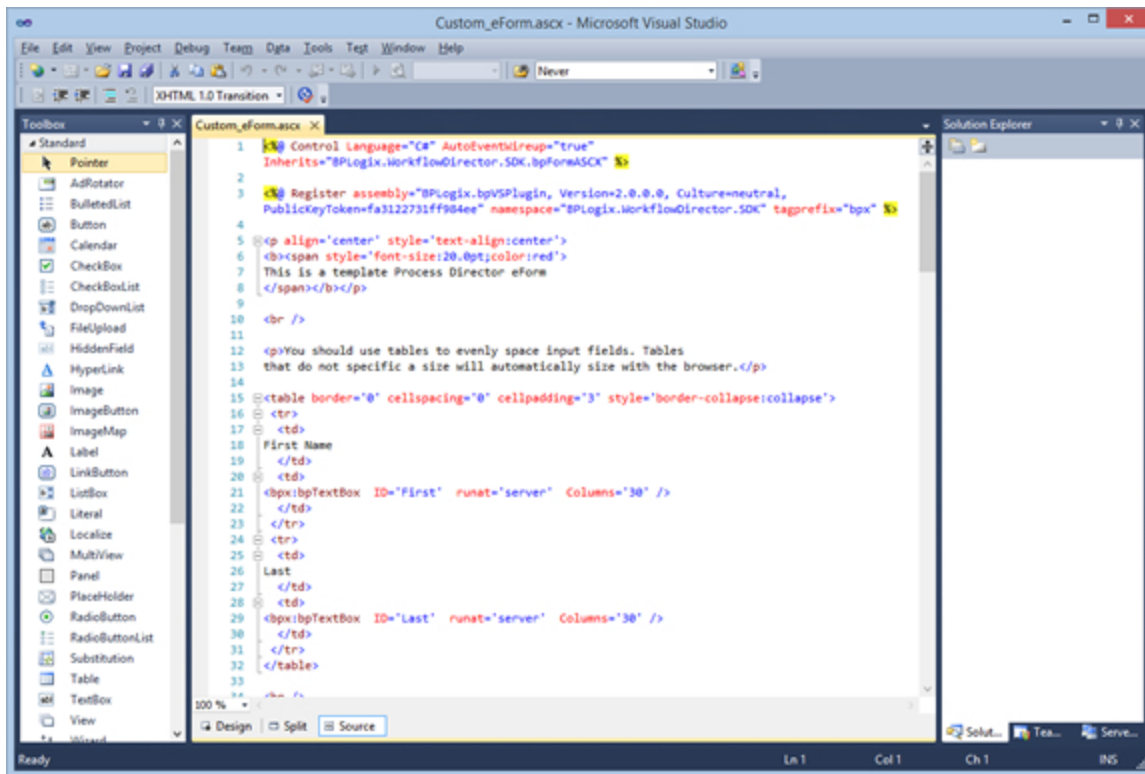 Custom_eForm.ascx - Microsoft Visual Studio
File Edit View Project Debug Team Data Tools Test Window Help
Never
XHTML 1.0 Transition
Toolbox
Custom_eForm.ascx
Solution Explorer
Standard
Pointer
AdRotator
BulletedList
Button
Calendar
CheckBox
CheckBoxList
DropDownList
FileUpload
HiddenField
HyperLink
Image
ImageButton
ImageMap
Label
LinkButton
ListBox
Literal
Localize
MultiView
Panel
PlaceHolder
RadioButton
RadioButtonList
Substitution
Table
TextBox
View
Wizard
1 <%@ Control Language="C#" AutoEventWireup="true"
Inherits="BPLogix.WorkflowDirector.SDK.bpFormASCX" %>
2
3 <%@ Register assembly="BPLogix.bpVSPlugin, Version=2.0.0.0, Culture=neutral,
PublicKeyToken=fa3122731ff984ee" namespace="BPLogix.WorkflowDirector.SDK" tagprefix="bpx" %>
4
5 <p align='center' style='text-align:center'>
6 <b><span style='font-size:20.0pt;color:red'>
7 This is a template Process Director eForm
8 </span></b></p>
9
10 <br />
11
12 <p>You should use tables to evenly space input fields. Tables
13 that do not specific a size will automatically size with the browser.</p>
14
15 <table border='0' cellspacing='0' cellpadding='3' style='border-collapse:collapse'>
16 <tr>
17 <td>
18 First Name
19 </td>
20 <td>
21 <bpx:bpTextBox ID='First' runat='server' Columns='30' />
22 </td>
23 </tr>
24 <tr>
25 <td>
26 Last
27 </td>
28 <td>
29 <bpx:bpTextBox ID='Last' runat='server' Columns='30' />
30 </td>
31 </tr>
32 </table>
33
34 <br />
100 %
Design Split Source
Solut... Tea... Serve...
Ready Ln 1 Col 1 Ch 1 INS